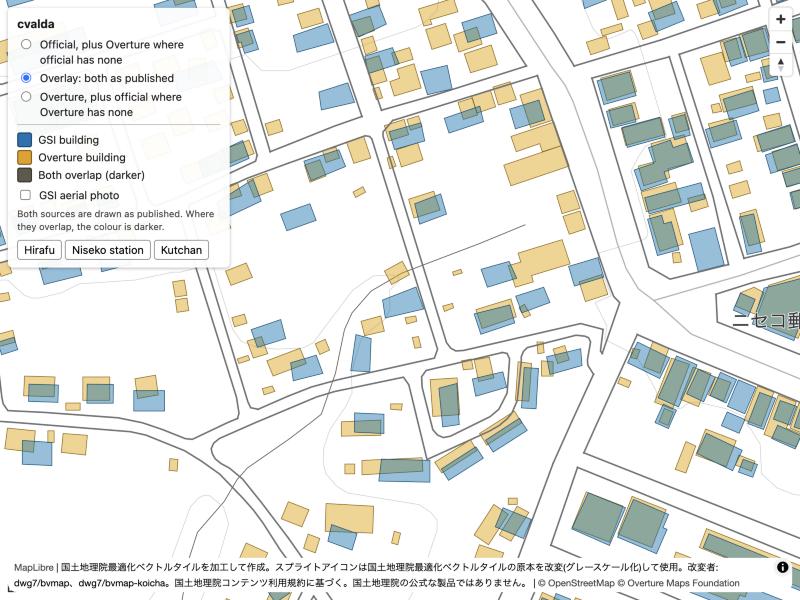 cvalda
Official, plus Overture where
official has none
Overlay: both as published
Overture, plus official where
Overture has none
GSI building
Overture building
Both overlap (darker)
GSI aerial photo
Both sources are drawn as published. Where
they overlap, the colour is darker.
Hirafu
Niseko station
Kutchan
ニセコ郵
MapLibre | 国土地理院最適化ベクトルタイルを加工して作成。スプライトアイコンは国土地理院最適化ベクトルタイルの原本を改変(グレースケール化)して使用。改変者:
dwg7/bvmap、dwg7/bvmap-koicha。国土地理院コンテンツ利用規約に基づく。国土地理院の公式な製品ではありません。 | © OpenStreetMap © Overture Maps Foundation